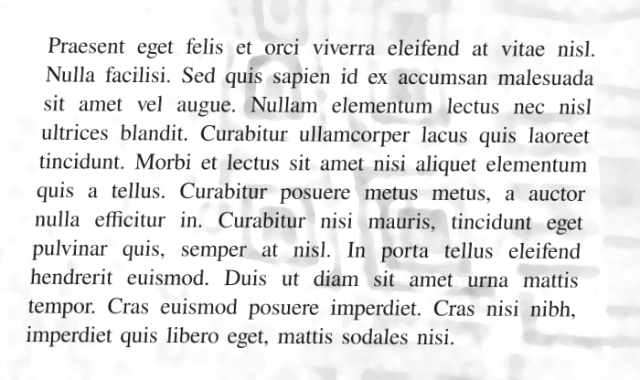 Praesent eget felis et orci viverra eleifend at vitae nisl.
Nulla facilisi. Sed quis sapien id ex accumsan malesuada
sit amet vel augue. Nullam elementum lectus nec nisl
ultrices blandit. Curabitur ullamcorper lacus quis laoreet
tincidunt. Morbi et lectus sit amet nisi aliquet elementum
quis a tellus. Curabitur posuere metus metus, a auctor
nulla efficitur in. Curabitur nisi mauris, tincidunt eget
pulvinar quis, semper at nisl. In porta tellus eleifend
hendrerit euismod. Duis ut diam sit amet urna mattis
tempor. Cras euismod posuere imperdiet. Cras nisi nibh,
imperdiet quis libero eget, mattis sodales nisi.